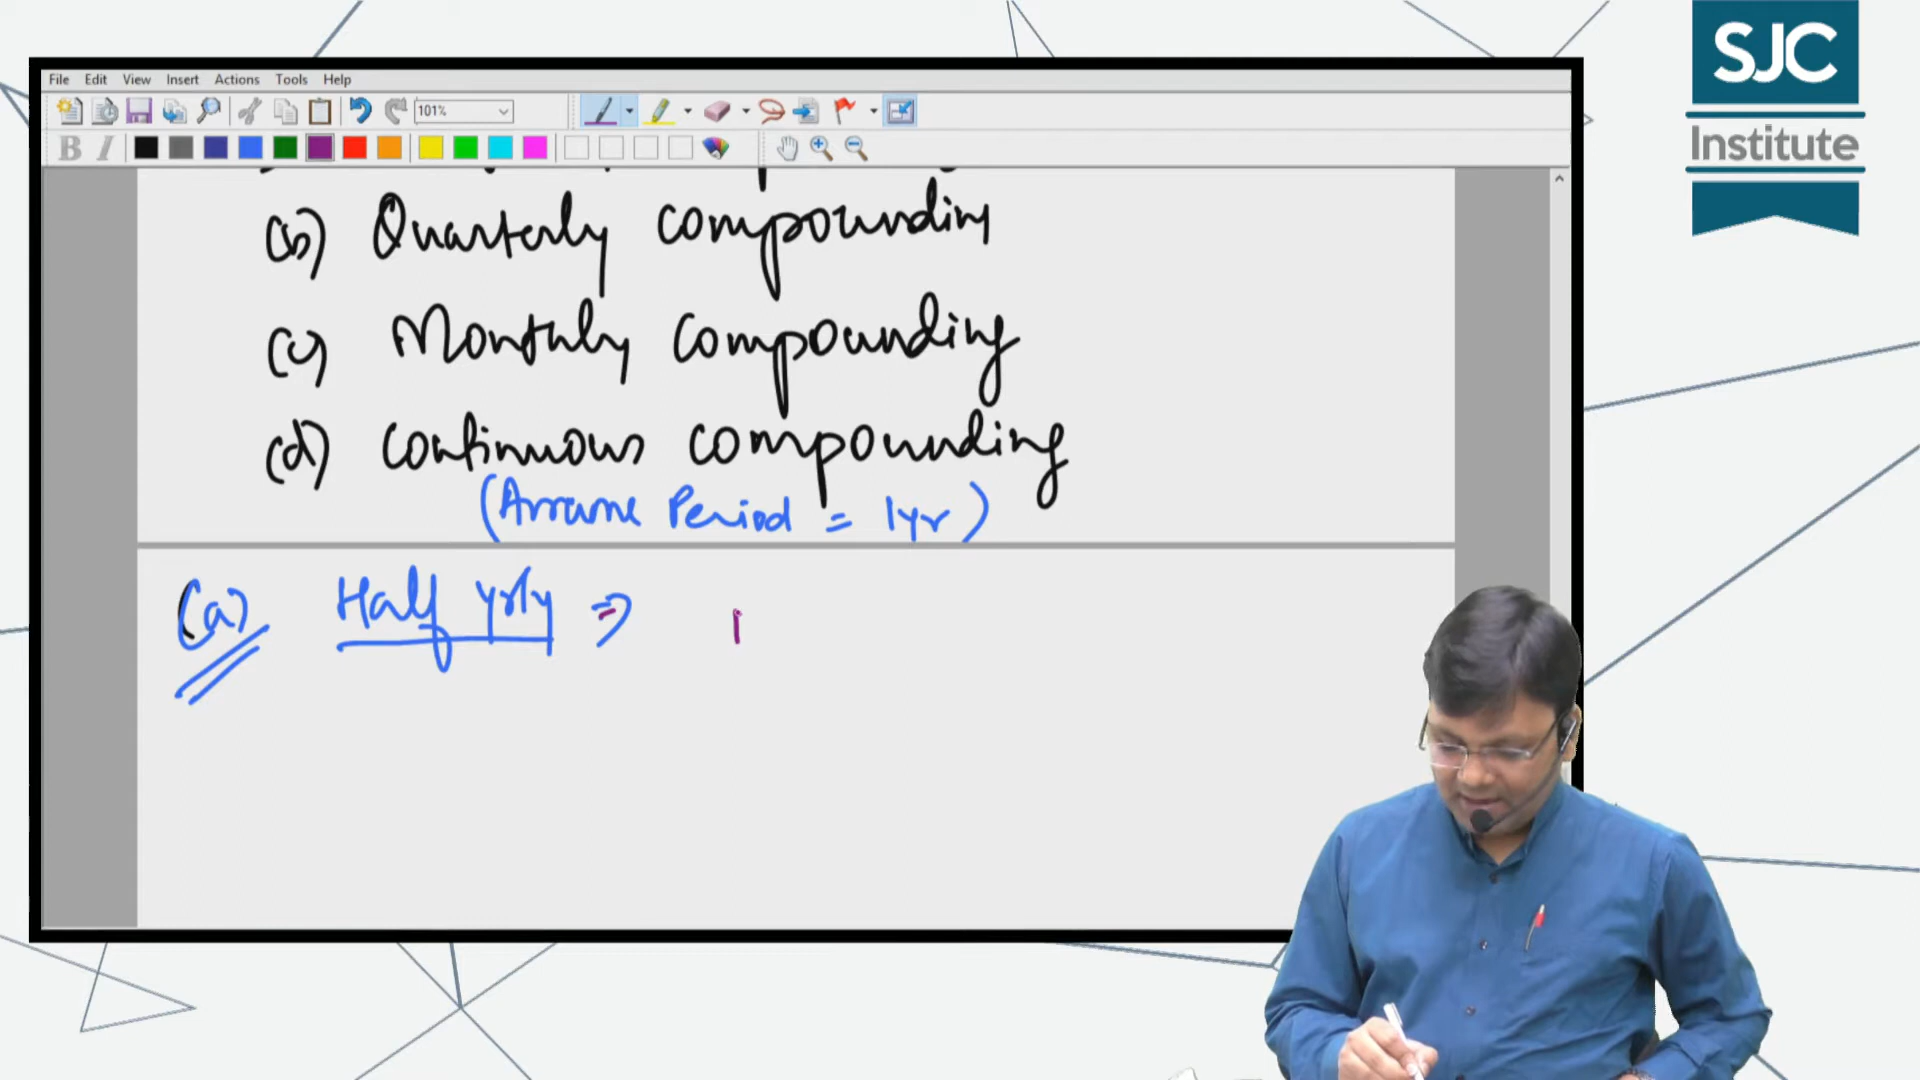 SJC
Institute
File Edit View Insert Actions Tools Help
101%
B I
(b) Quarterly compounding
(c) Monthly compounding
(d) Continuous compounding
(Assume Period = 1yr)
(a) Half yrly ⇒